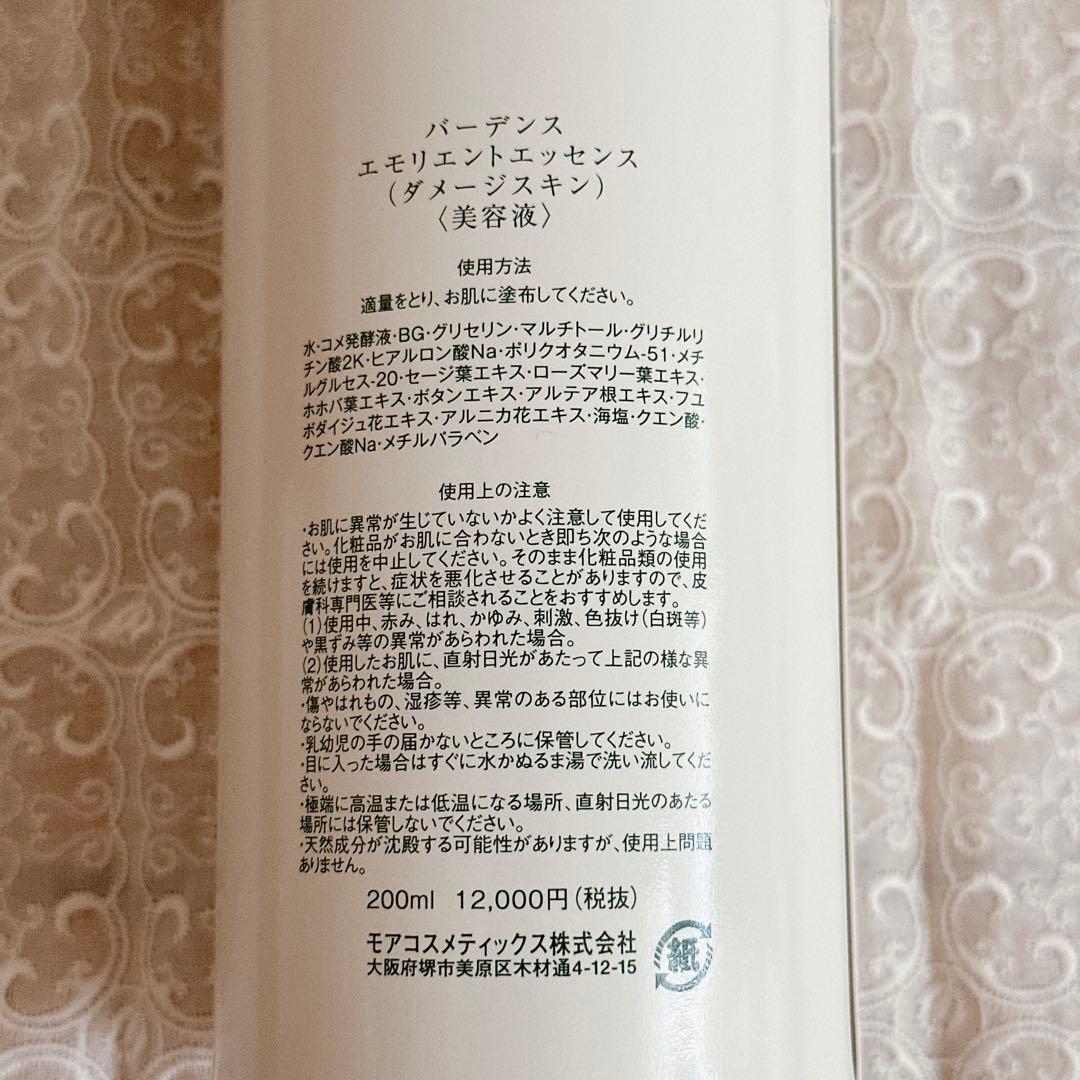 バーデンス
エモリエントエッセンス
(ダメージスキン)
〈美容液〉
使用方法
適量をとり、お肌に塗布してください。
水・コメ発酵液・BG・グリセリン・マルチトール・グリチルリ
チン酸2K・ヒアルロン酸Na・ポリクオタニウム-51・メチ
ルグルセス-20・セージ葉エキス・ローズマリー葉エキス・
ホホバ葉エキス・ボタンエキス・アルテア根エキス・フユ
ボダイジュ花エキス・アルニカ花エキス・海塩・クエン酸・
クエン酸Na・メチルパラベン
使用上の注意
・お肌に異常が生じていないかよく注意して使用してくだ
さい。化粧品がお肌に合わないとき即ち次のような場合
には使用を中止してください。そのまま化粧品類の使用
を続けますと、症状を悪化させることがありますので、皮
膚科専門医等にご相談されることをおすすめします。
(1)使用中、赤み、はれ、かゆみ、刺激、色抜け(白斑等)
や黒ずみ等の異常があらわれた場合。
(2)使用したお肌に、直射日光があたって上記の様な異
常があらわれた場合。
・傷やはれもの、湿疹等、異常のある部位にはお使いに
ならないでください。
・乳幼児の手の届かないところに保管してください。
・目に入った場合はすぐに水かぬるま湯で洗い流してくだ
さい。
・極端に高温または低温になる場所、直射日光のあたる
場所には保管しないでください。
・天然成分が沈殿する可能性がありますが、使用上問題
ありません。
200ml 12,000円(税抜)
モアコスメティックス株式会社
大阪府堺市美原区木材通4-12-15
紙